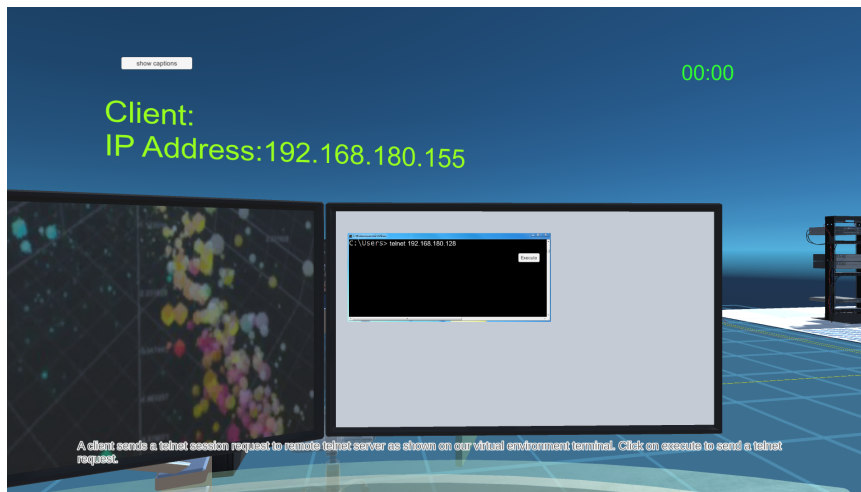 show captions
00:00
Client:
IP Address:192.168.180.155
C:\Users> telnet 192.168.180.128
Execute
A client sends a telnet session request to remote telnet server as shown on our virtual environment terminal. Click on execute to send a telnet
request.